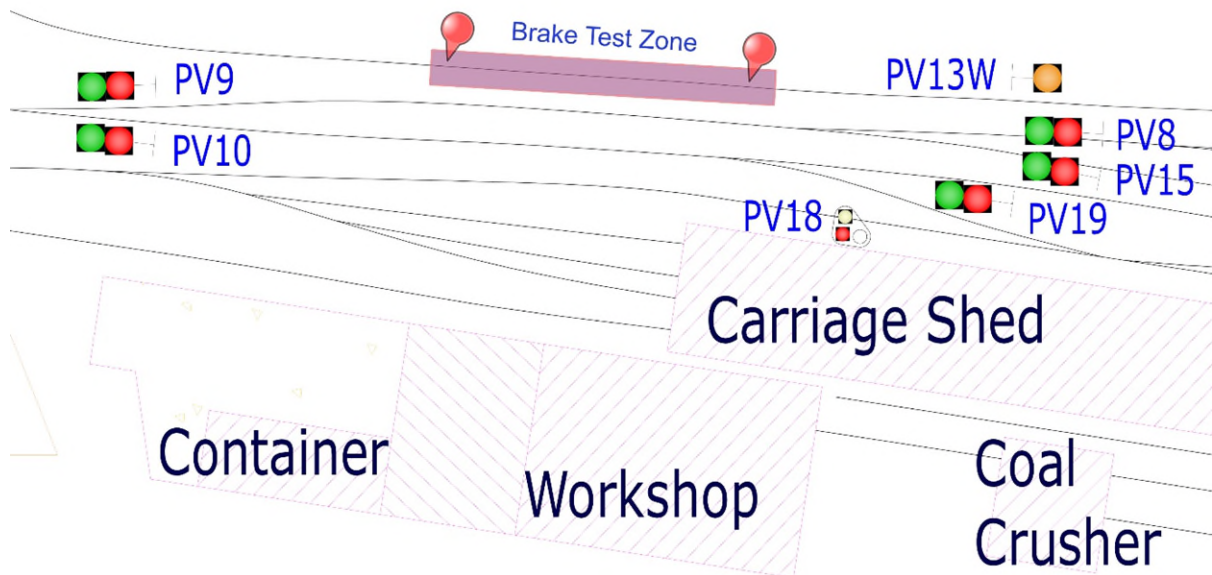 Brake Test Zone
PV9
PV13W
PV8
PV10
PV15
PV18
PV19
Carriage Shed
Container
Workshop
Coal
Crusher